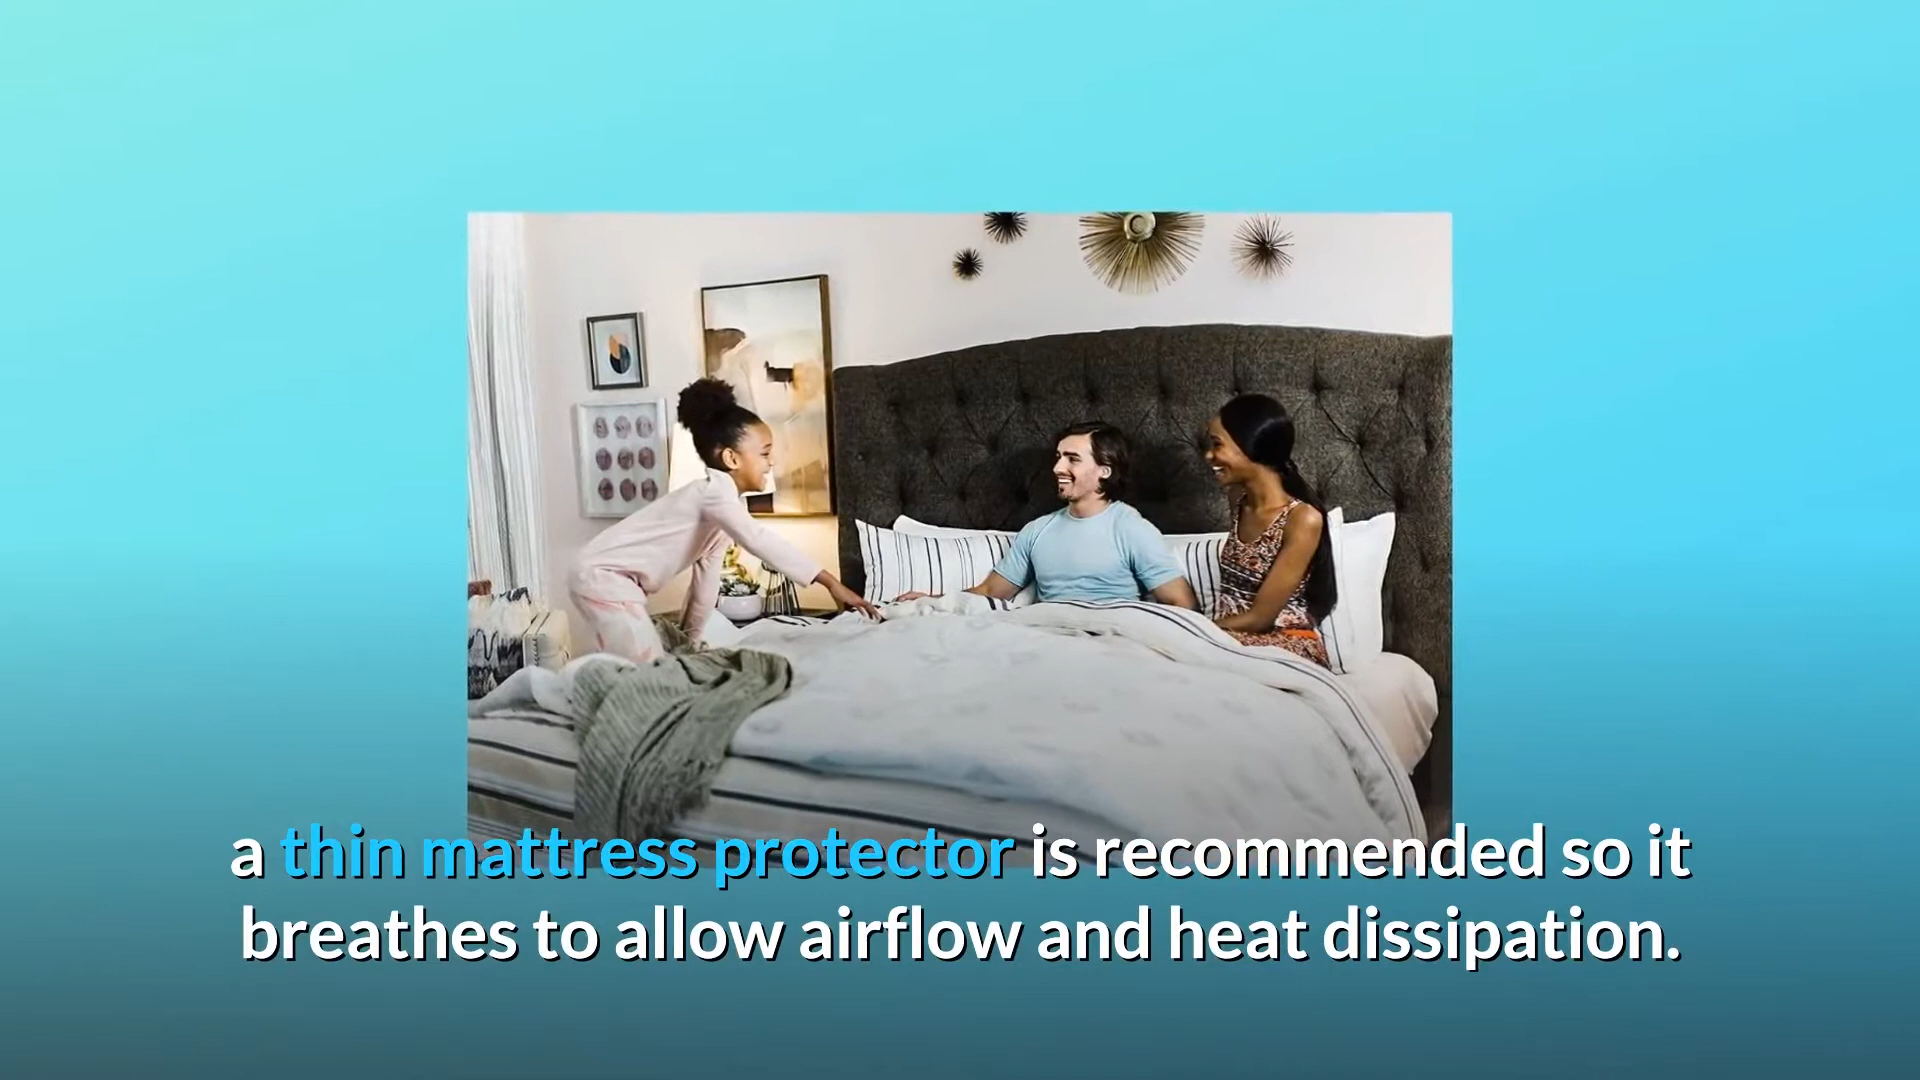 a thin mattress protector is recommended so it
breathes to allow airflow and heat dissipation.